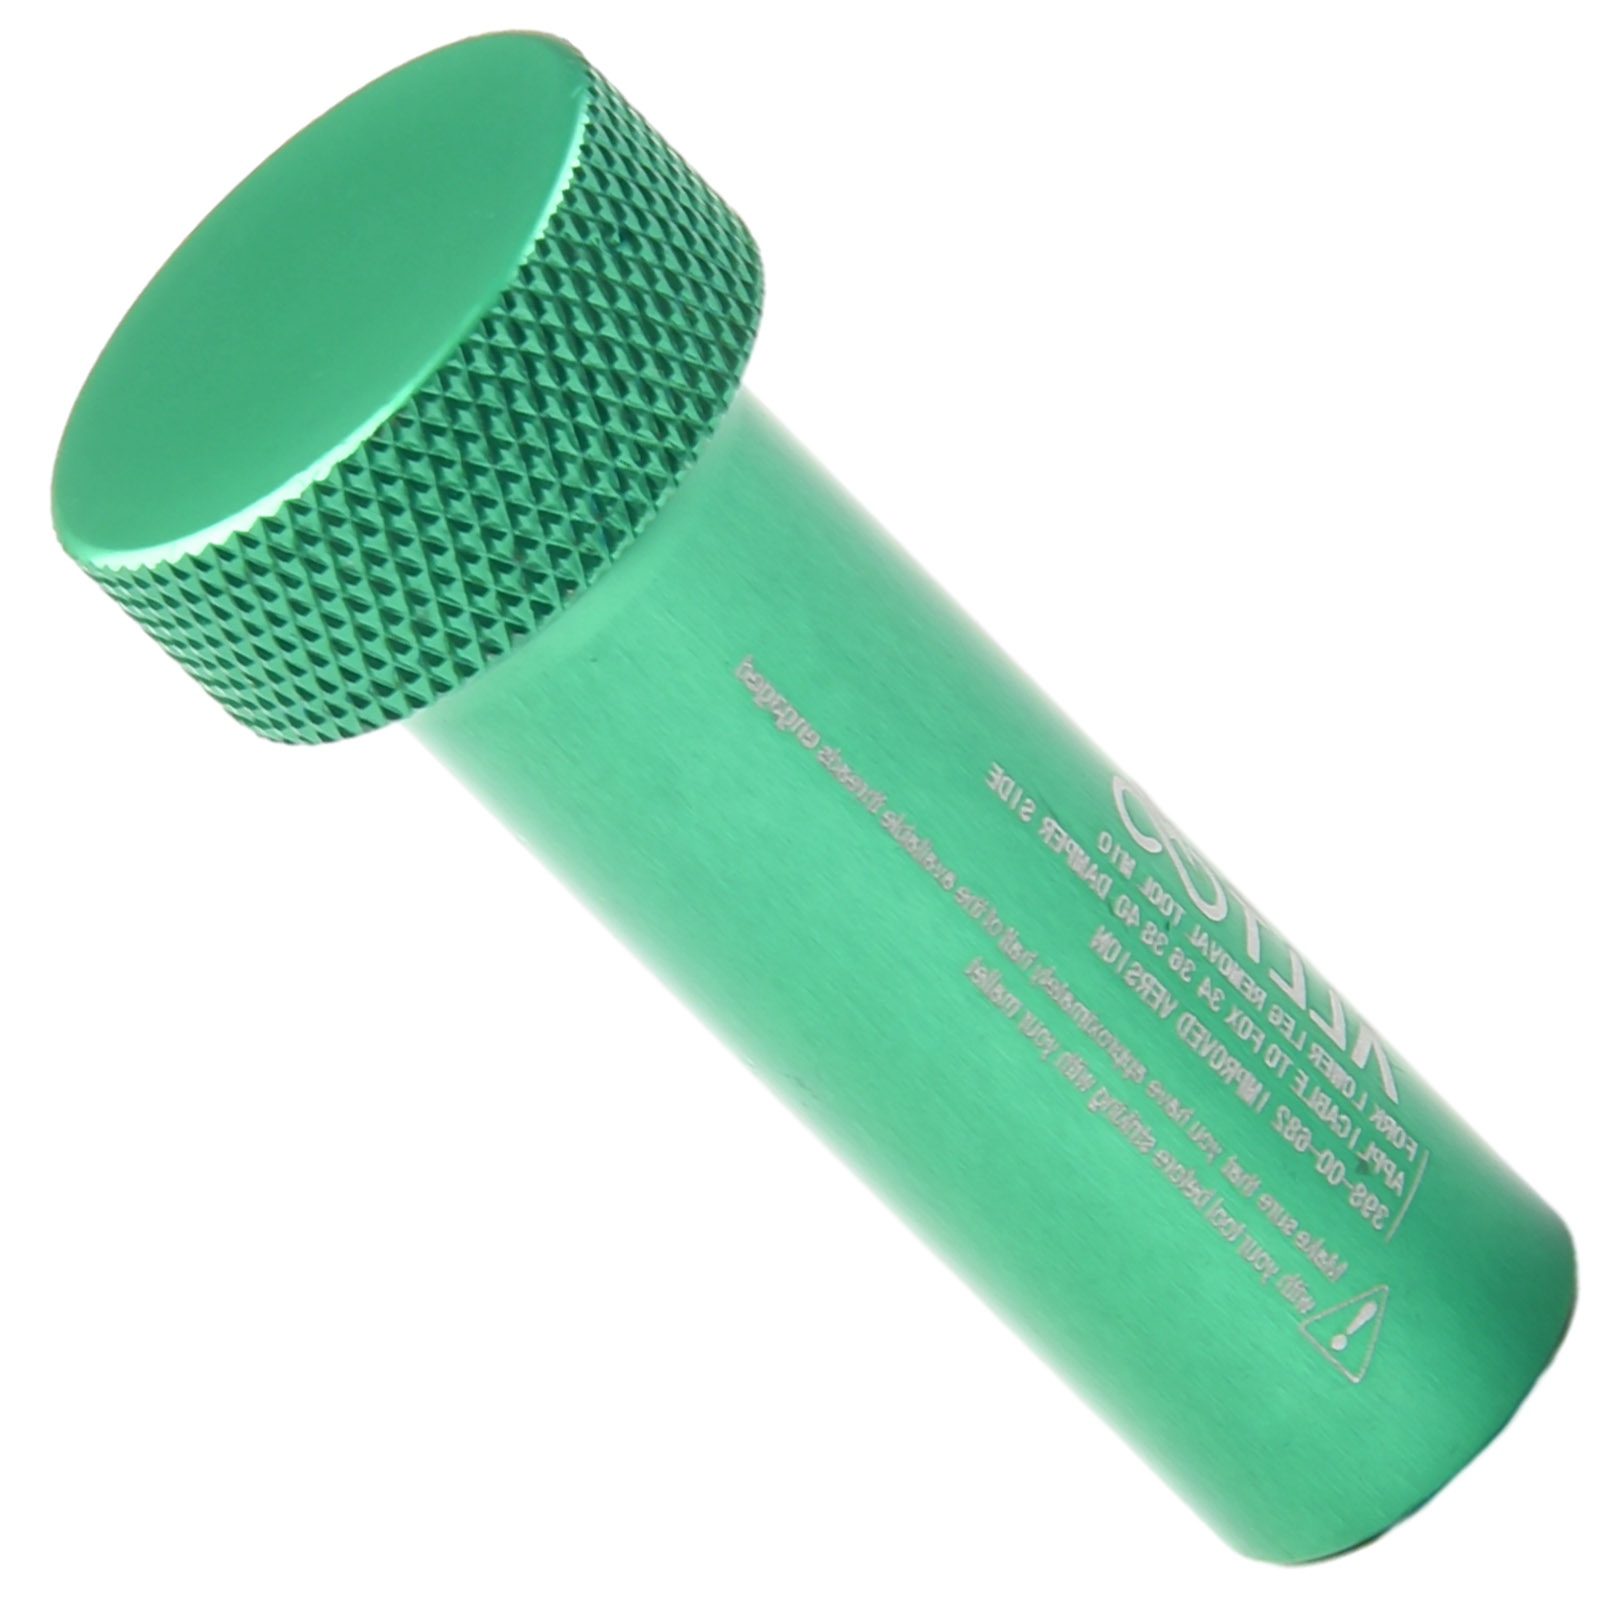 FORK LOWER LEG REMOVAL TOOL M10
APPLICABLE TO FOX 34 36 38 40 DAMPER SIDE
398-00-682 IMPROVED VERSION
Make sure that you have approximately half of the available threads engaged
with your tool before striking with your mallet